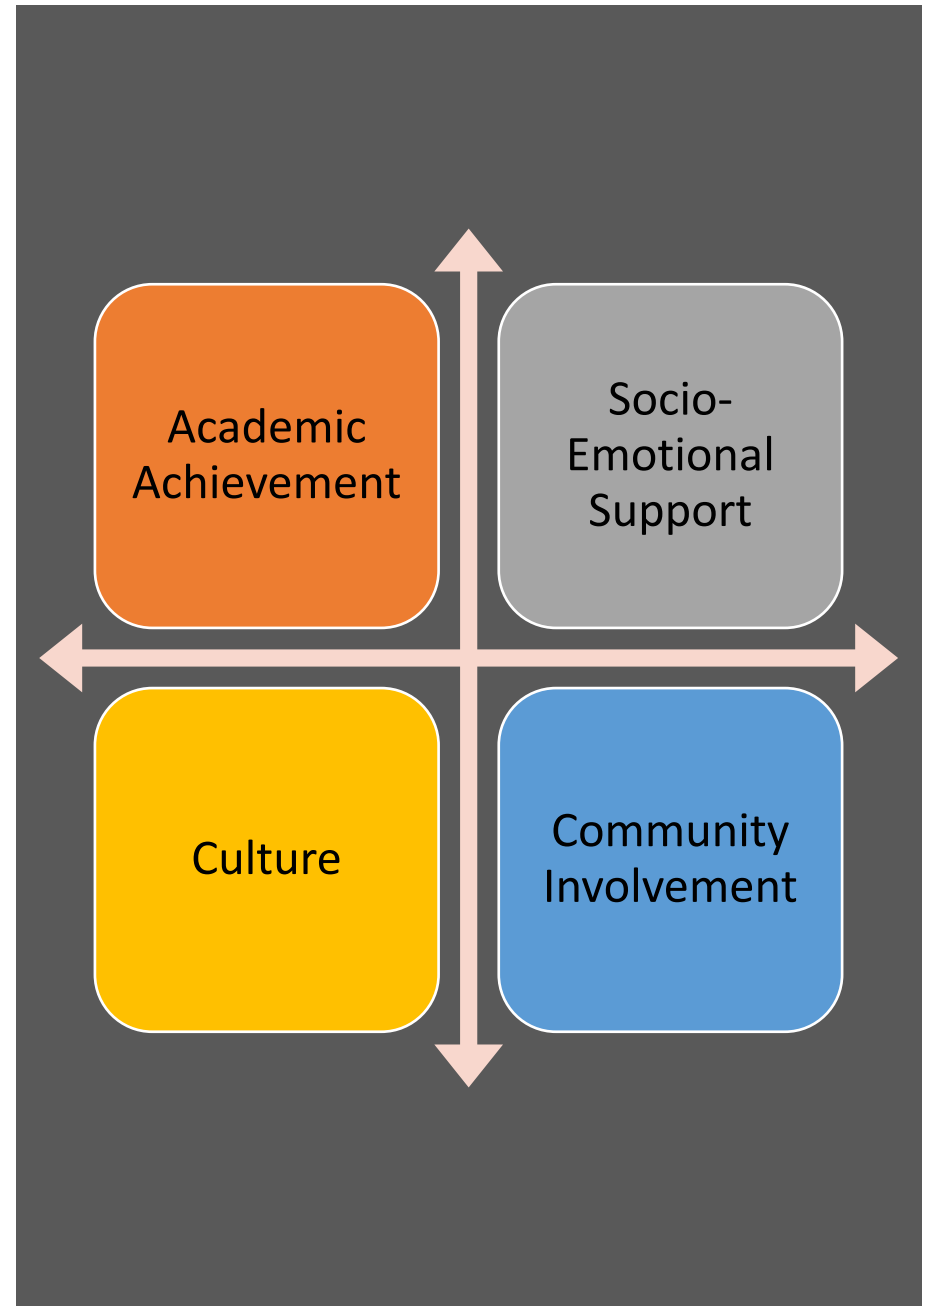 Academic
Achievement
Socio-
Emotional
Support
Culture
Community
Involvement